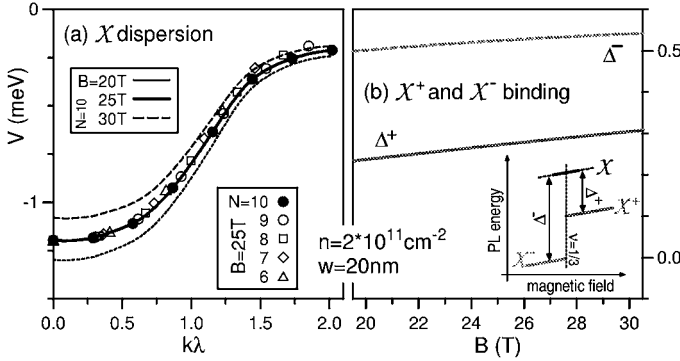 (a) X dispersion
B=20T
25T
30T
N=10
N=10
9
8
7
6
B=25T
0
-1
V (meV)
0.0
0.5
1.0
1.5
2.0
kλ
n=2*10¹¹cm⁻²
w=20nm
(b) X⁺ and X⁻ binding
Δ⁻
Δ⁺
0.5
0.0
20
22
24
26
28
30
B (T)
PL energy
magnetic field
X
X⁺
X⁻
Δ⁻
Δ₊
ν=1/3